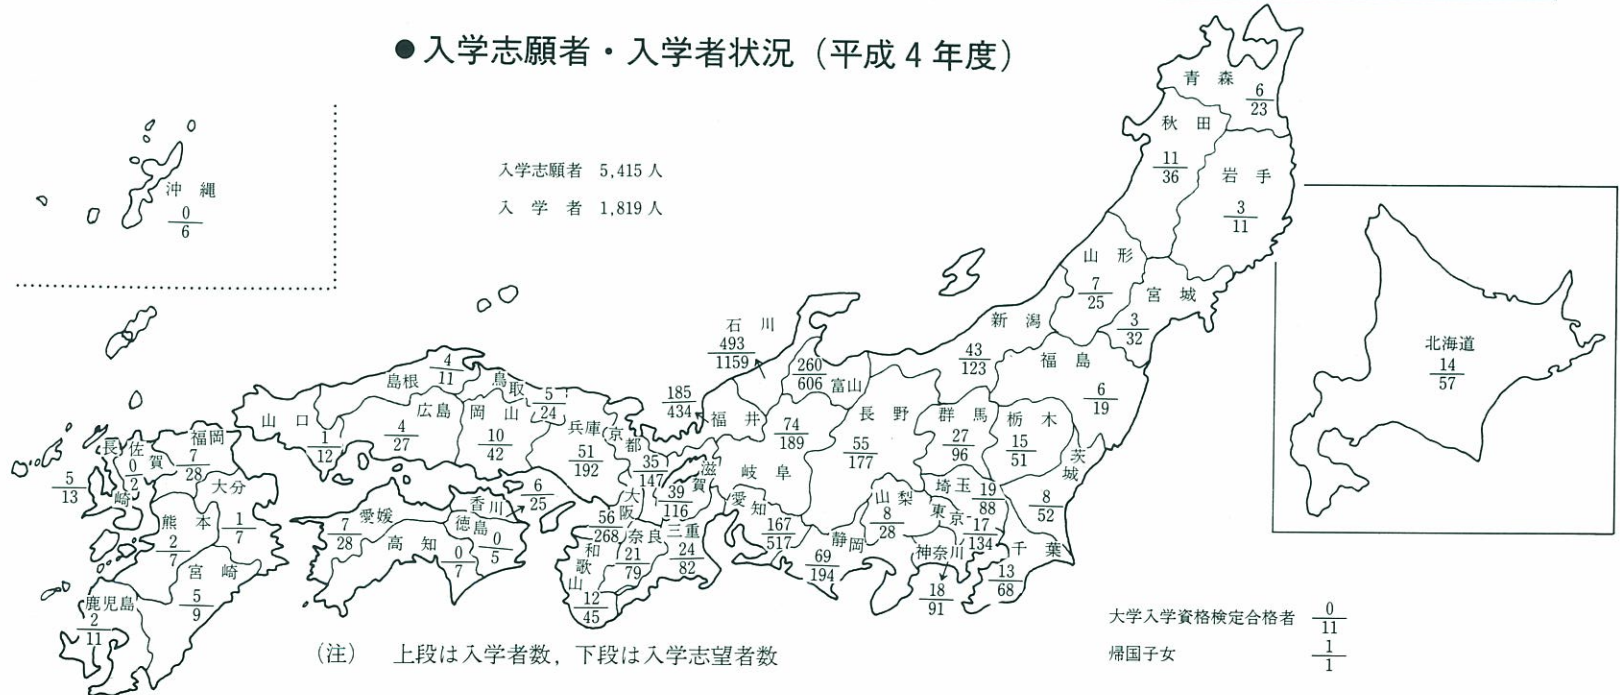 ●入学志願者・入学者状況（平成4年度）
入学志願者 5,415人
入学者 1,819人
沖縄
0
6
北海道
14
57
青森
6
23
秋田
11
36
岩手
3
11
山形
7
25
宮城
3
32
新潟
43
123
福島
6
19
石川
493
1159
富山
260
606
福井
185
434
長野
55
177
群馬
27
96
栃木
15
51
茨城
8
52
埼玉
19
88
東京
17
134
千葉
13
68
神奈川
18
91
山梨
8
28
静岡
69
194
愛知
167
517
岐阜
74
189
三重
24
82
滋賀
39
116
京都
35
147
大阪
56
268
奈良
21
79
和歌山
12
45
兵庫
51
192
鳥取
5
24
島根
4
11
岡山
10
42
広島
4
27
山口
1
12
香川
6
25
徳島
0
5
愛媛
7
28
高知
0
7
福岡
7
28
佐賀
0
2
長崎
5
13
大分
1
7
熊本
2
7
宮崎
5
9
鹿児島
2
11
大学入学資格検定合格者
0
11
帰国子女
1
1
（注） 上段は入学者数，下段は入学志望者数